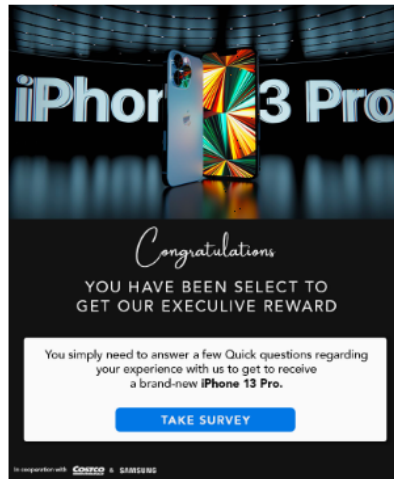 iPhon 3 Pro
Congratulations
YOU HAVE BEEN SELECT TO
GET OUR EXECULIVE REWARD
You simply need to answer a few Quick questions regarding
your experience with us to get to receive
a brand-new iPhone 13 Pro.
TAKE SURVEY
In cooperation with COSTCO & SAMSUNG